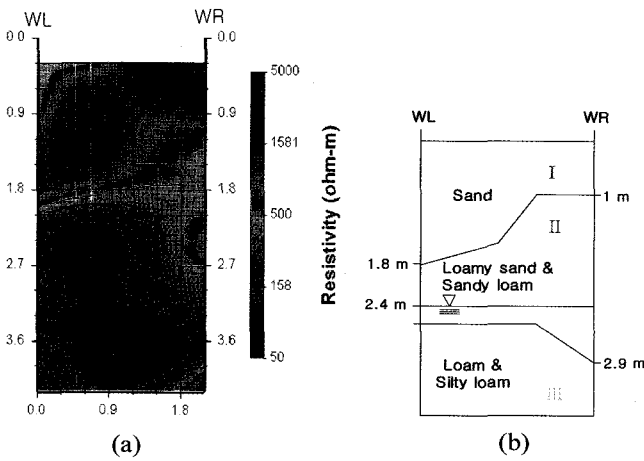 WL
WR
0.0
0.0
0.9
0.9
1.8
1.8
2.7
2.7
3.6
3.6
0.0
0.9
1.8
5000
1581
500
158
50
Resistivity (ohm-m)
(a)
WL
WR
I
Sand
1 m
II
1.8 m
Loamy sand &
Sandy loam
2.4 m
2.9 m
Loam &
Silty loam
III
(b)